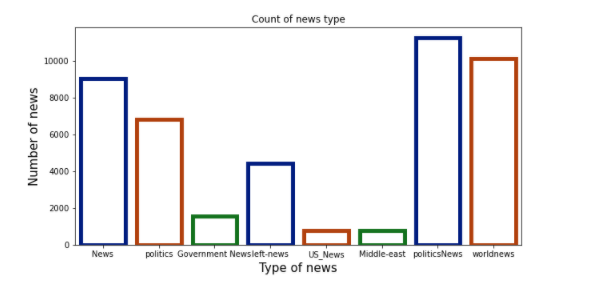 Count of news type
Number of news
10000
8000
6000
4000
2000
0
News politics Government News left-news US_News Middle-east politicsNews worldnews
Type of news